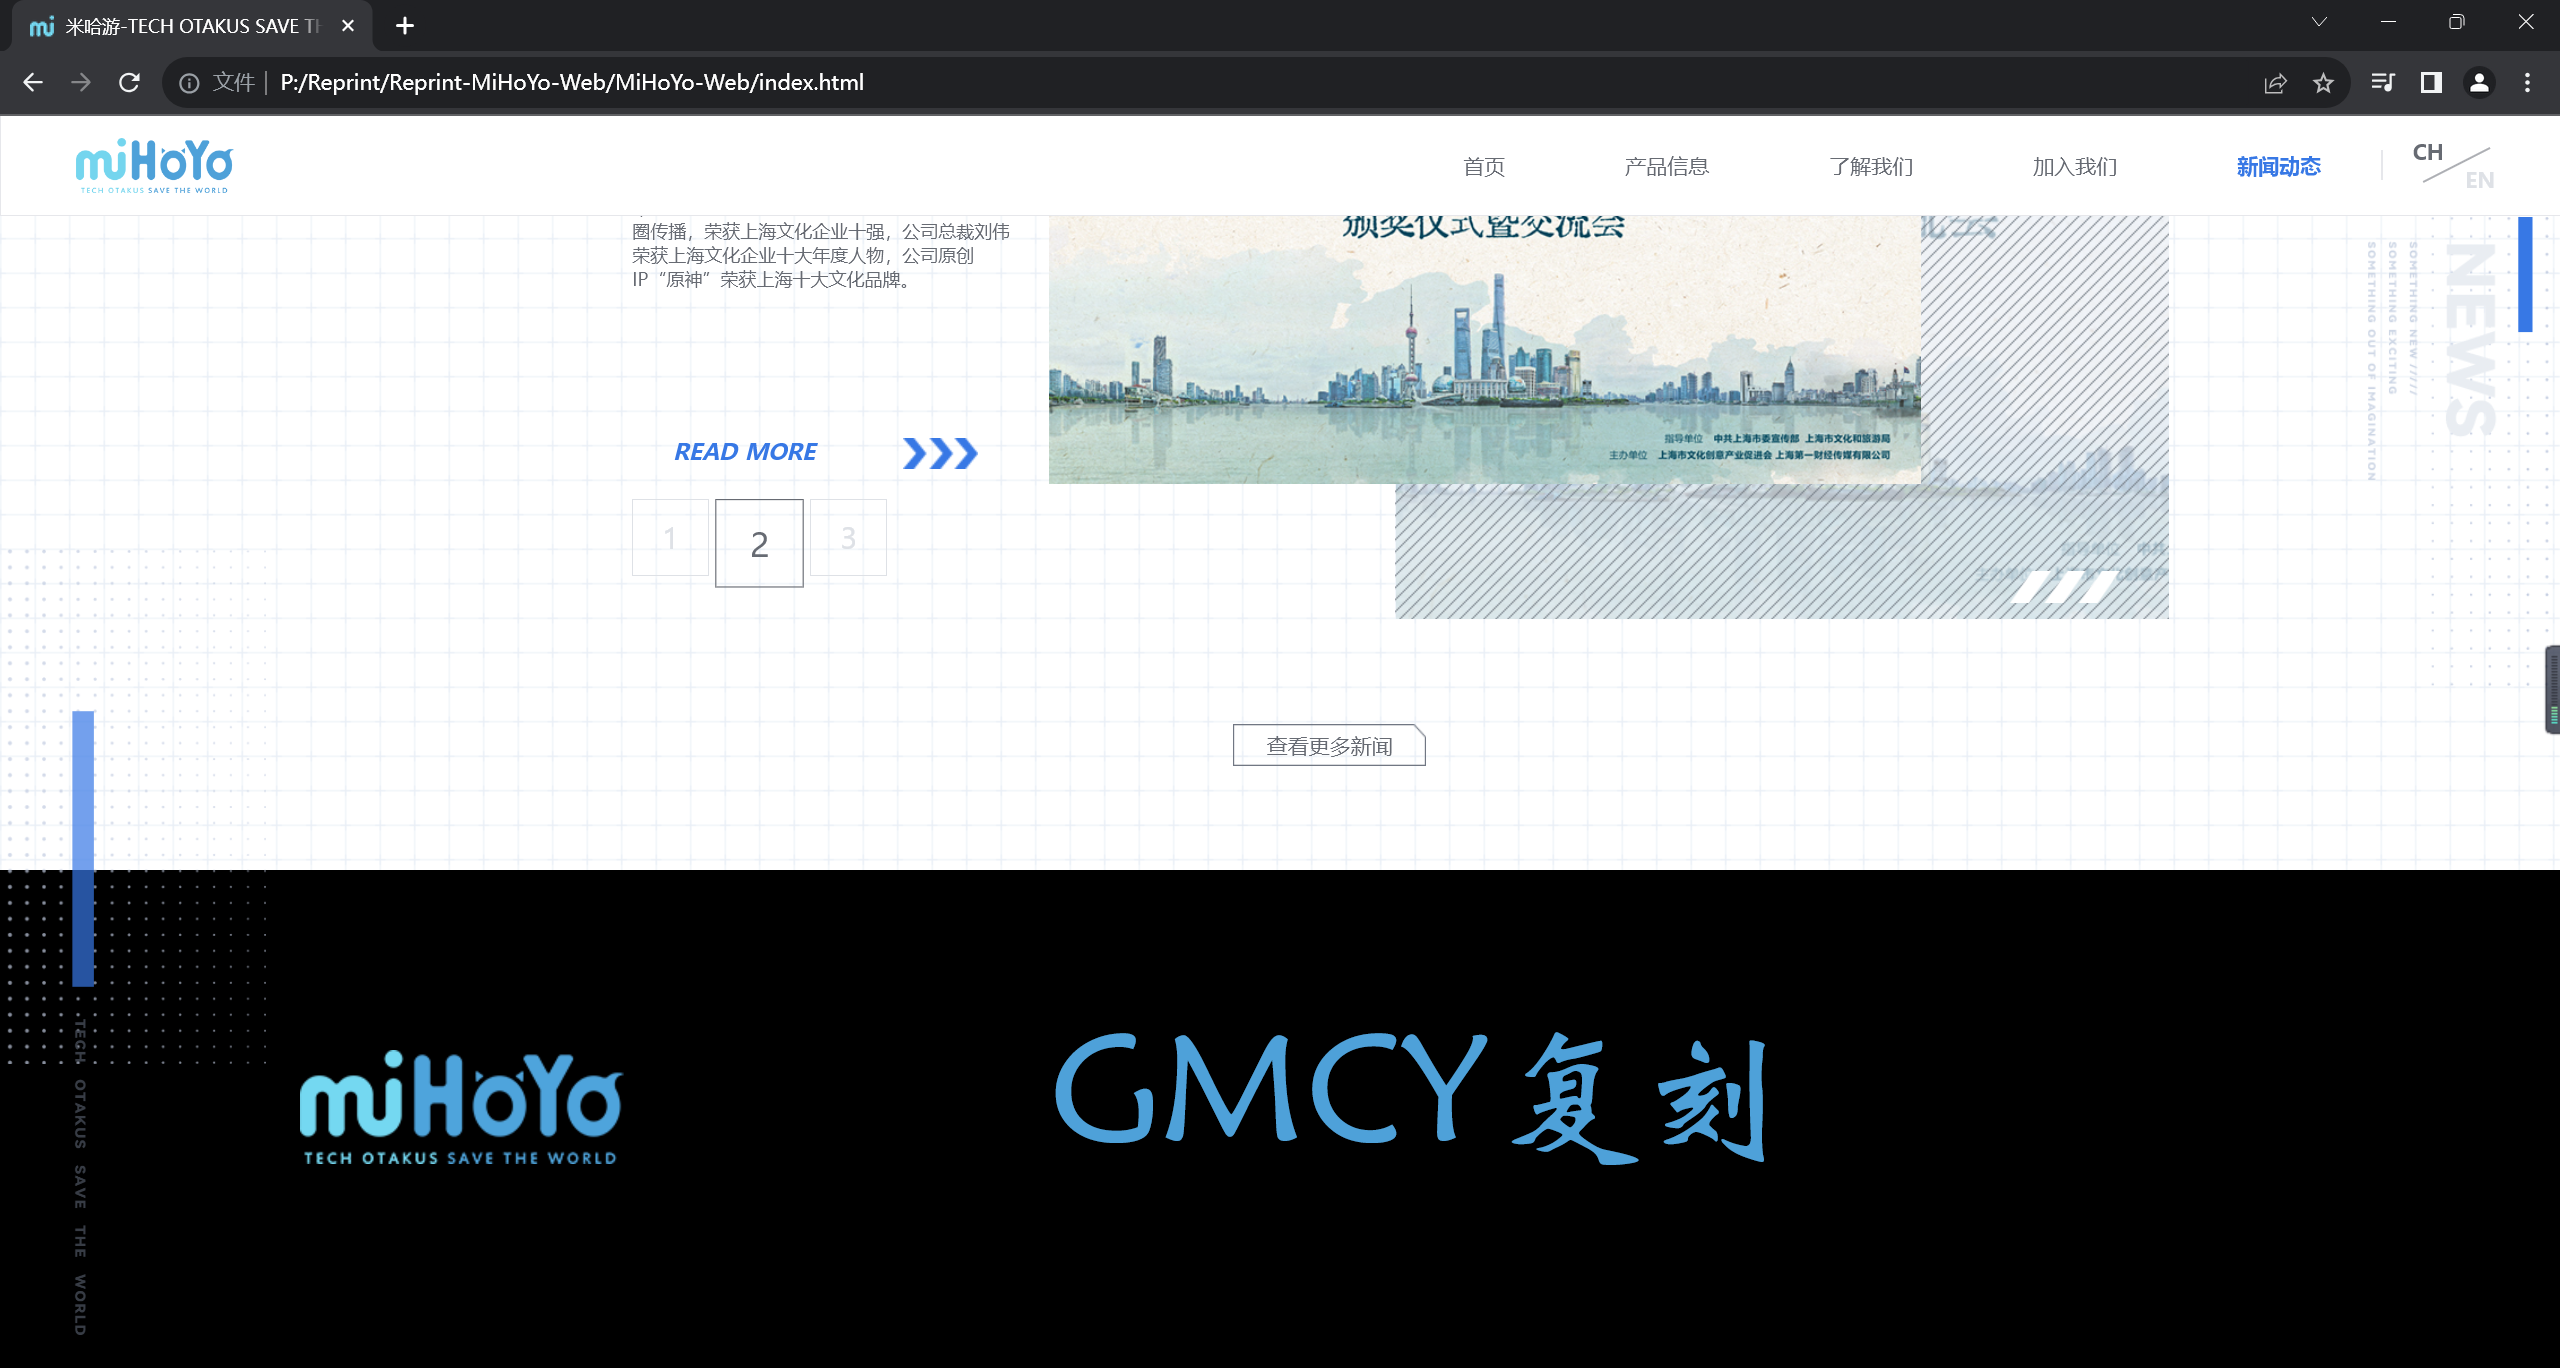 米哈游-TECH OTAKUS SAVE TH
文件 | P:/Reprint/Reprint-MiHoYo-Web/MiHoYo-Web/index.html
miHoYo
TECH OTAKUS SAVE THE WORLD
首页
产品信息
了解我们
加入我们
新闻动态
CH
EN
圈传播，荣获上海文化企业十强，公司总裁刘伟
荣获上海文化企业十大年度人物，公司原创
IP“原神”荣获上海十大文化品牌。
颁奖仪式暨交流会
指导单位 中共上海市委宣传部 上海市文化和旅游局
主办单位 上海市文化创意产业促进会 上海第一财经传媒有限公司
READ MORE
1
2
3
NEWS
SOMETHING NEW /////
SOMETHING EXCITING
SOMETHING OUT OF IMAGINATION
查看更多新闻
TECH OTAKUS SAVE THE WORLD
miHoYo
TECH OTAKUS SAVE THE WORLD
GMCY复刻